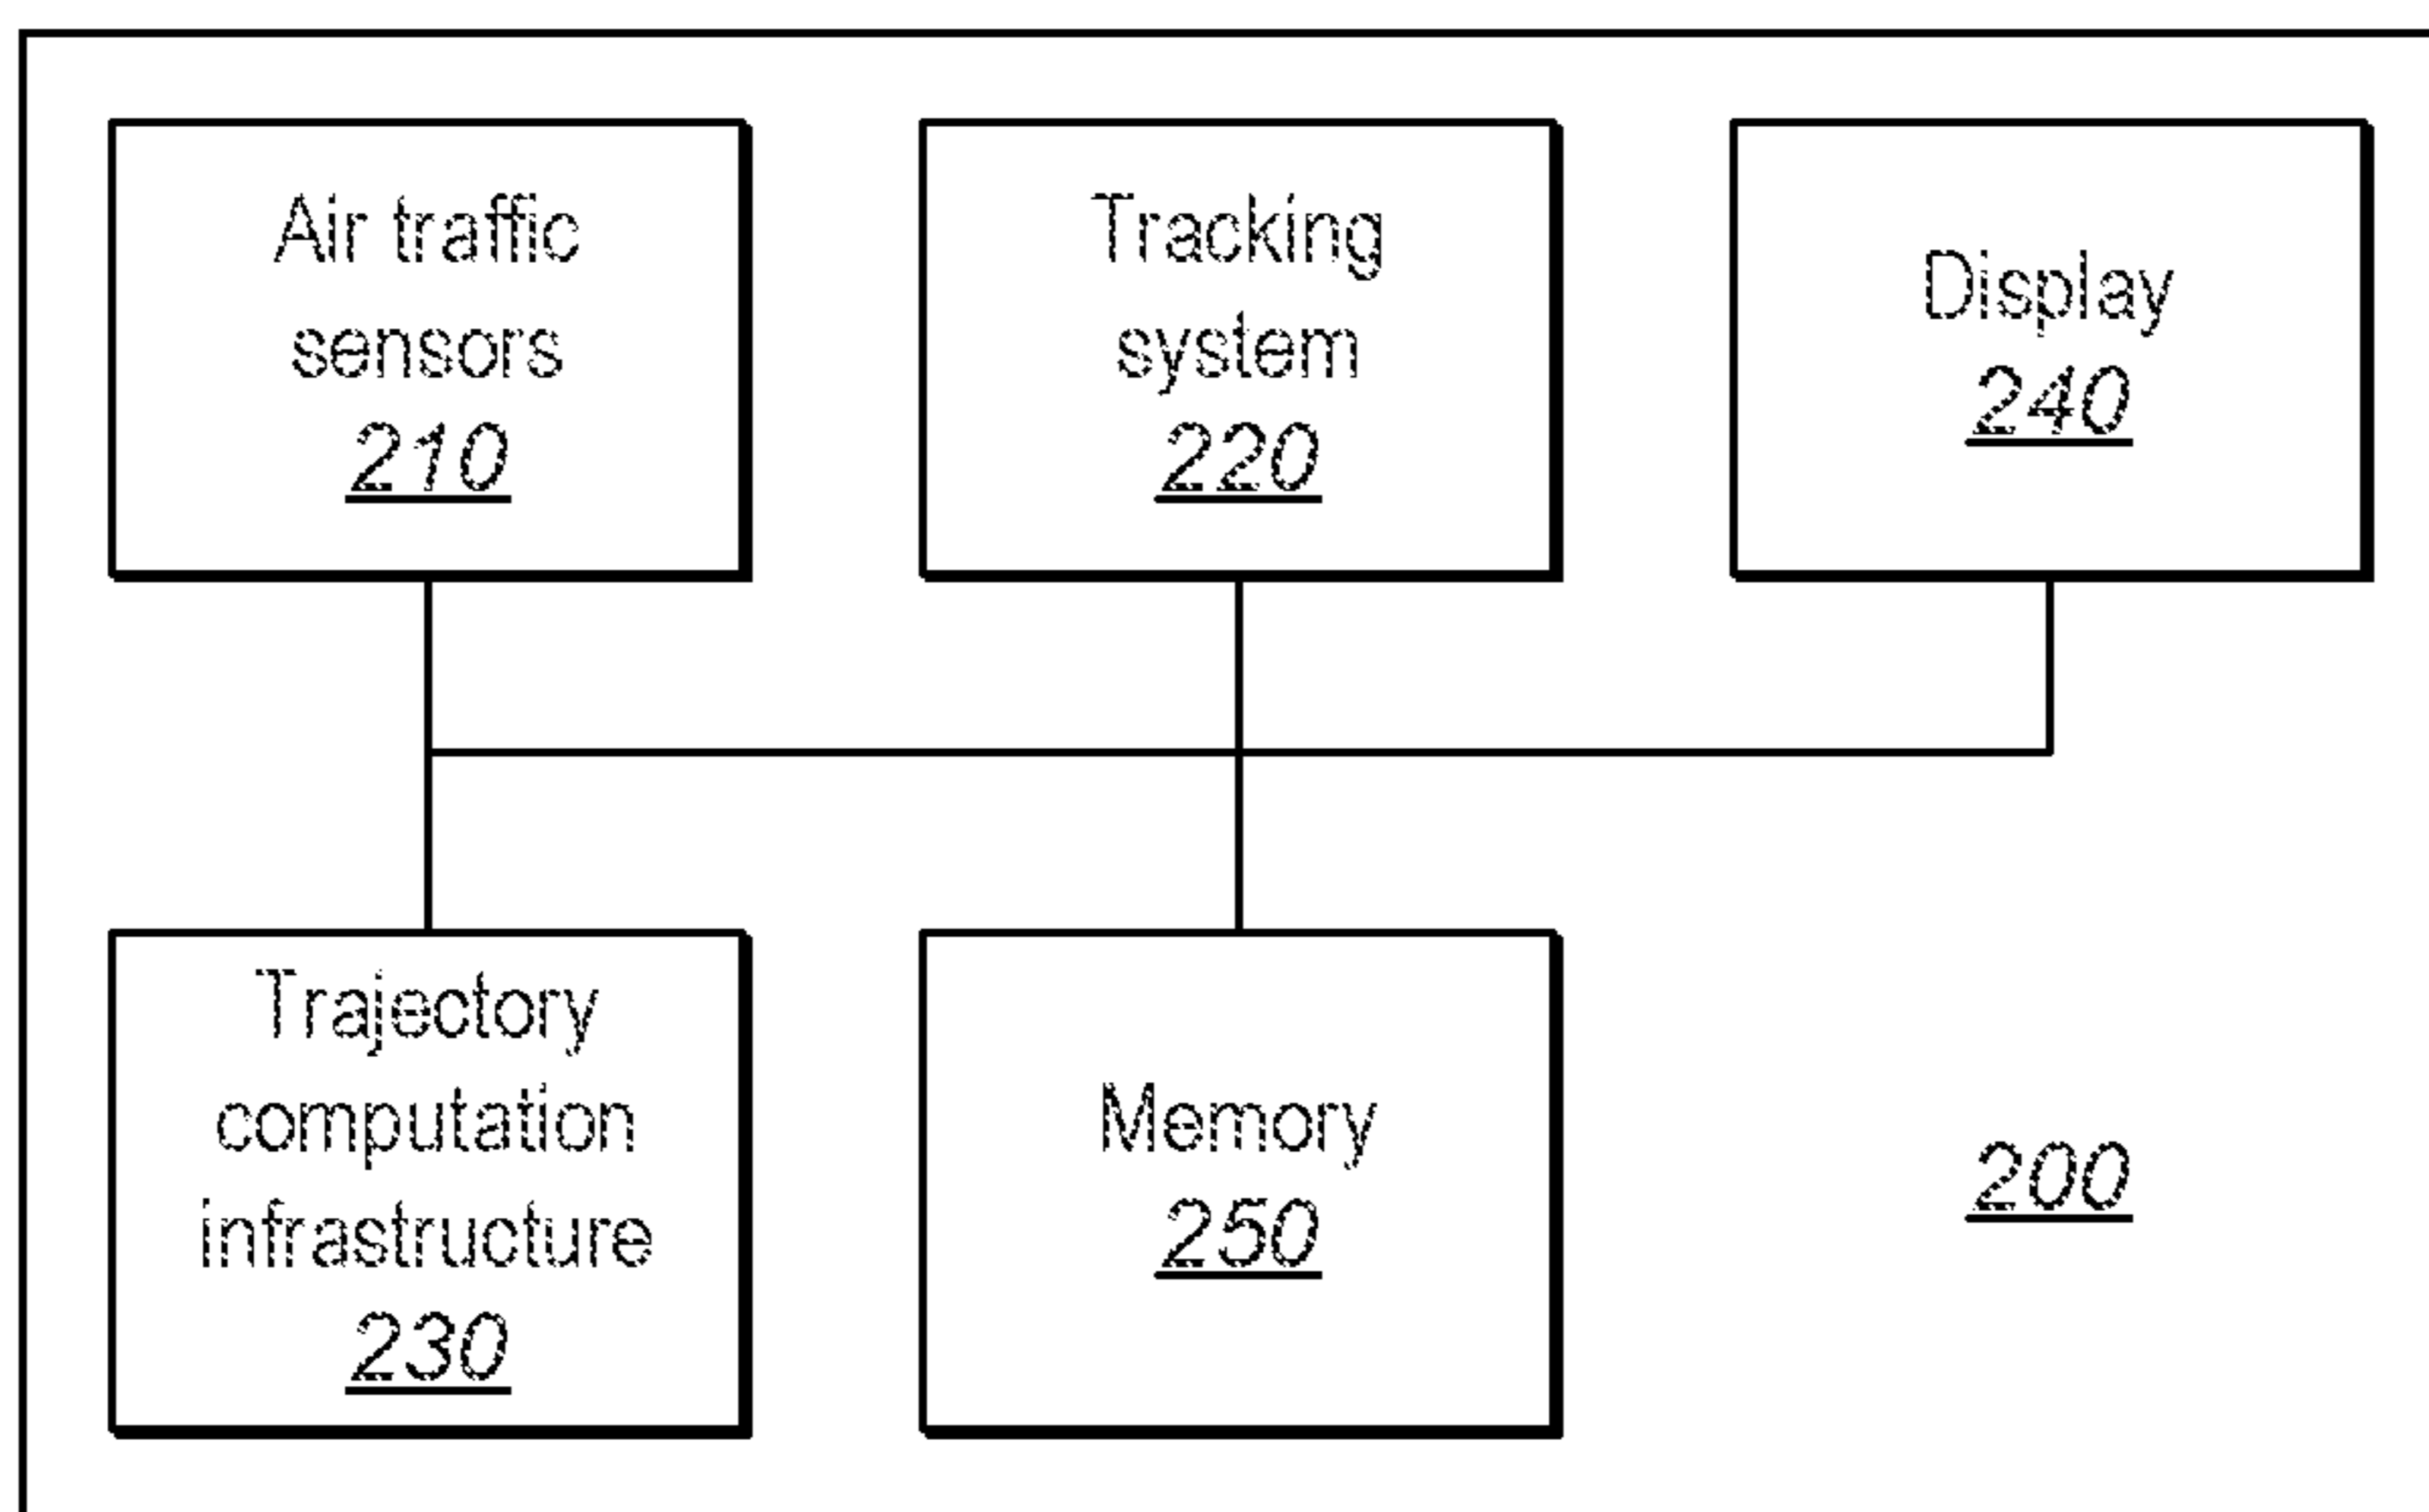 Air traffic
sensors
210
Tracking
system
220
Display
240
Trajectory
computation
infrastructure
230
Memory
250
200